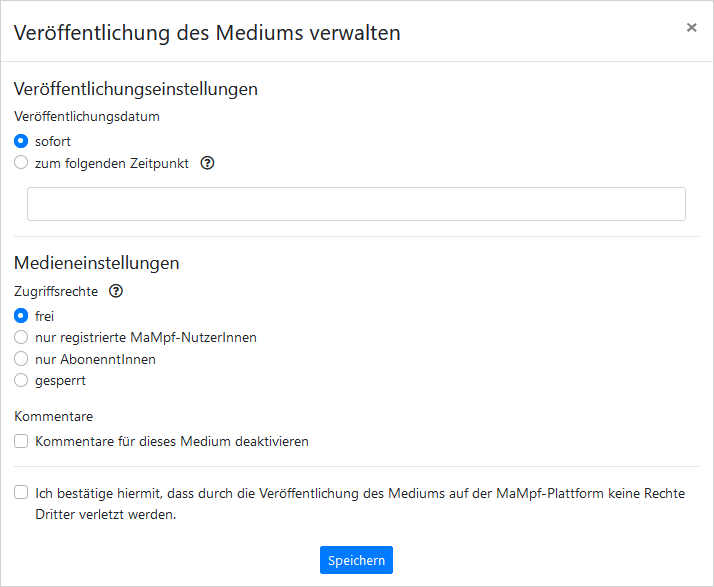 Veröffentlichung des Mediums verwalten
×
Veröffentlichungseinstellungen
Veröffentlichungsdatum
sofort
zum folgenden Zeitpunkt ?
Medieneinstellungen
Zugriffsrechte ?
frei
nur registrierte MaMpf-NutzerInnen
nur AbonenntInnen
gesperrt
Kommentare
Kommentare für dieses Medium deaktivieren
Ich bestätige hiermit, dass durch die Veröffentlichung des Mediums auf der MaMpf-Plattform keine Rechte
Dritter verletzt werden.
Speichern